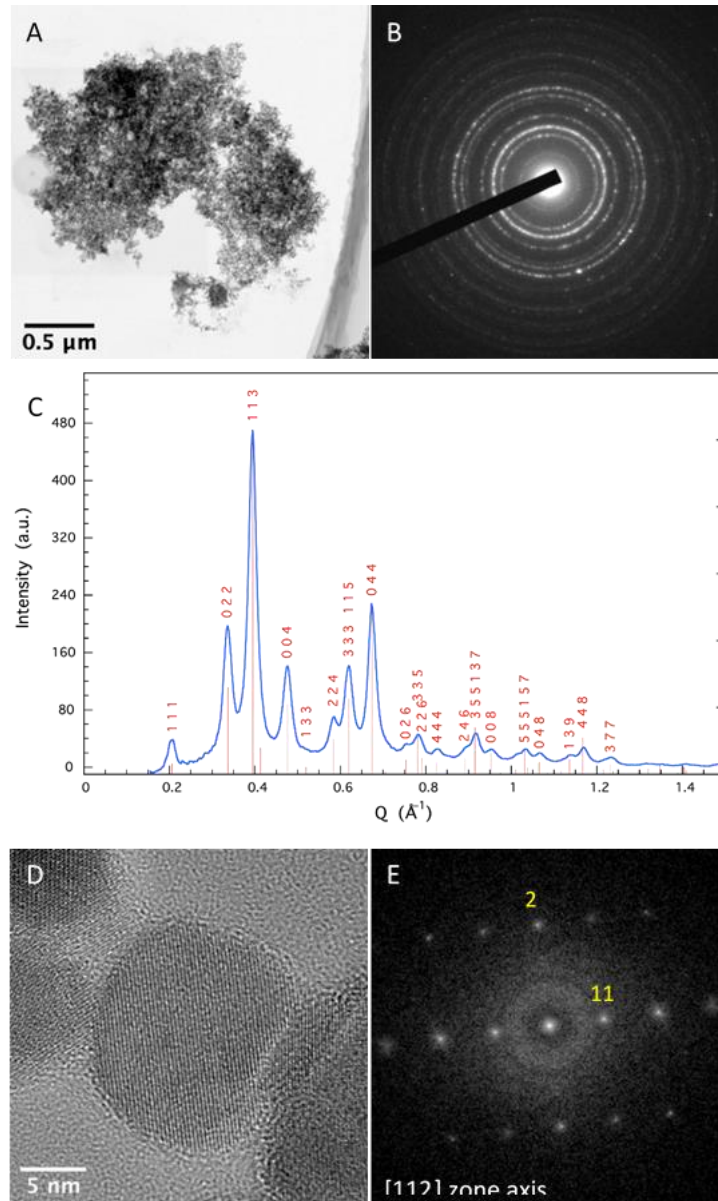 A
B
0.5 µm
C
Intensity (a.u.)
480
400
320
240
160
80
0
1 1 1
0 2 2
1 1 3
0 0 4
1 3 3
2 2 4
3 3 3 1 1 5
0 4 4
0 2 6
3 3 5
2 2 6
4 4 4
2 4 6
3 5 5 1 3 7
0 0 8
5 5 5 1 5 7
0 4 8
1 3 9
4 4 8
3 7 7
0
0.2
0.4
0.6
0.8
1.0
1.2
1.4
Q (Å⁻¹)
D
E
2
11
5 nm
[112] zone axis